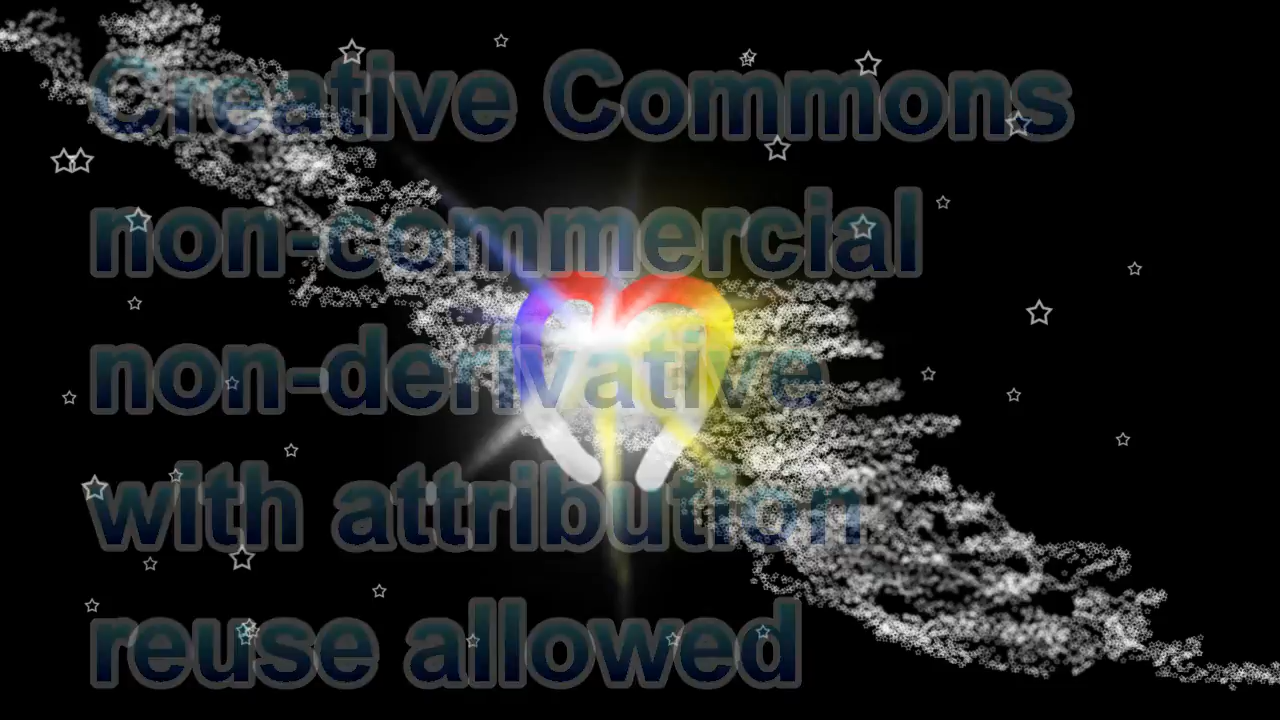 Creative Commons
non-commercial
non-derivative
with attribution
reuse allowed